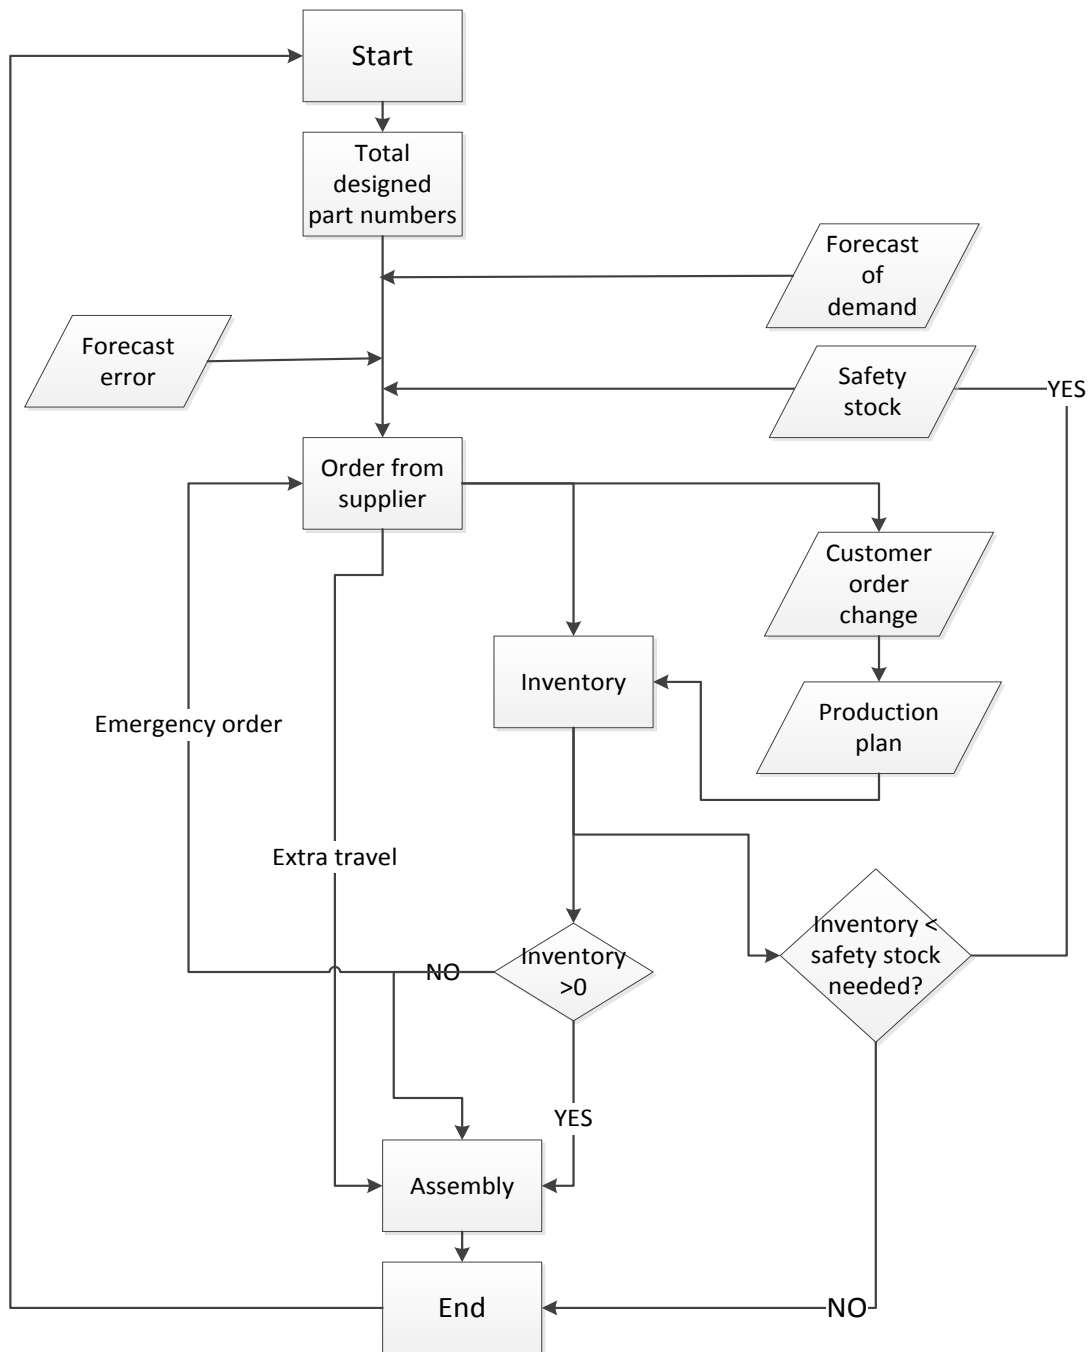 Start
Total
designed
part numbers
Forecast
of
demand
Forecast
error
Safety
stock
YES
Order from
supplier
Customer
order
change
Inventory
Production
plan
Emergency order
Extra travel
Inventory <
safety stock
needed?
Inventory
>0
NO
YES
Assembly
End
NO